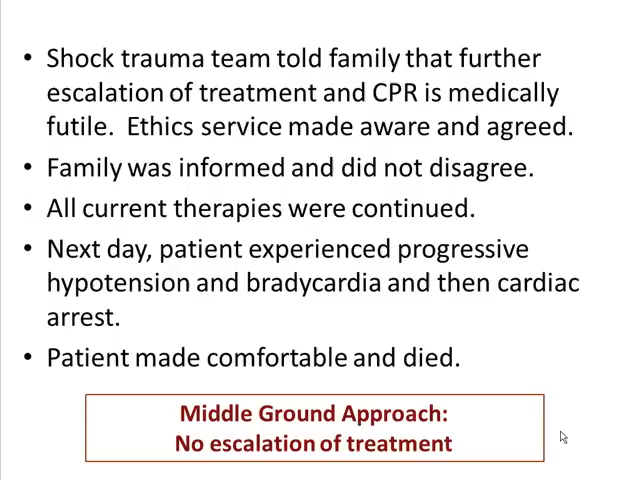 • Shock trauma team told family that further
escalation of treatment and CPR is medically
futile.  Ethics service made aware and agreed.
• Family was informed and did not disagree.
• All current therapies were continued.
• Next day, patient experienced progressive
hypotension and bradycardia and then cardiac
arrest.
• Patient made comfortable and died.
Middle Ground Approach:
No escalation of treatment